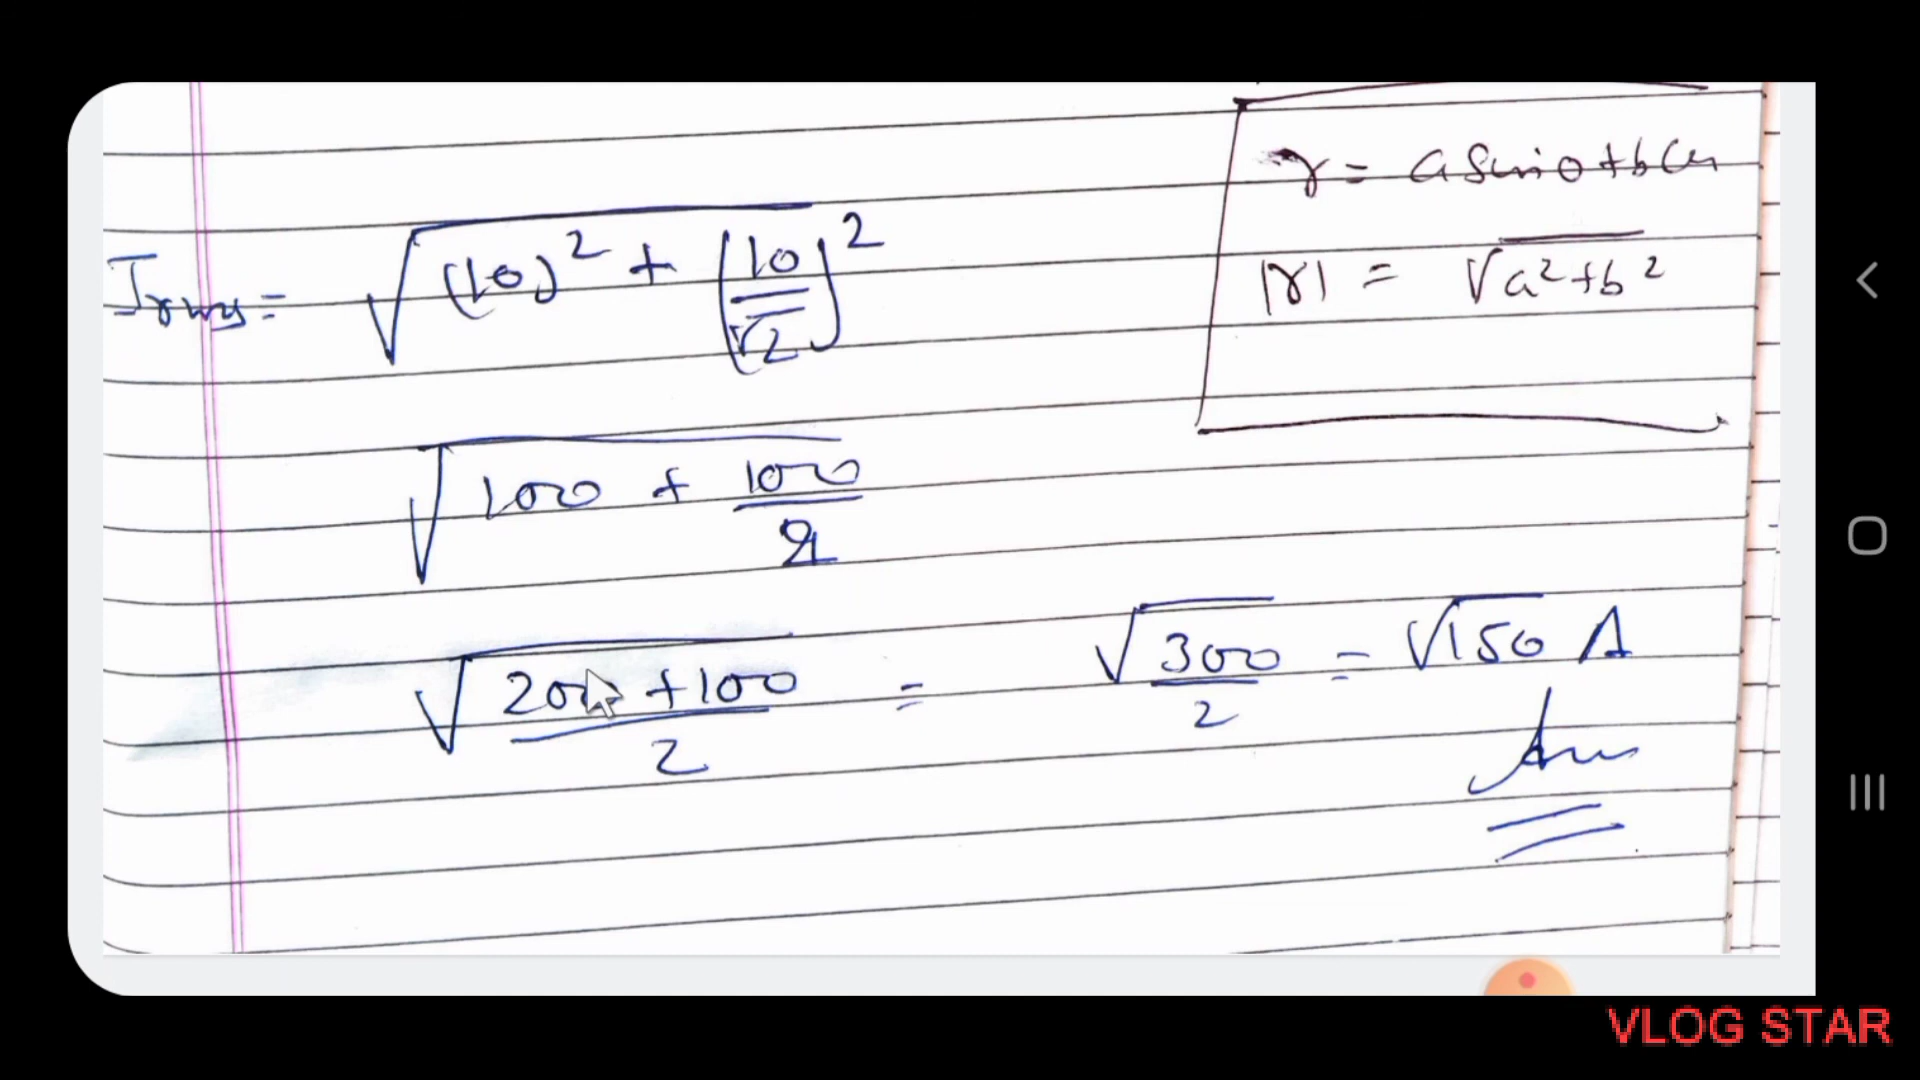 r = a sinθ + b cos
|r| = √a²+b²
Irms = √(10)² + (10/√2)²
√100 + 100/2
√200+100/2 = √300/2 = √150 A
Ans
VLOG STAR